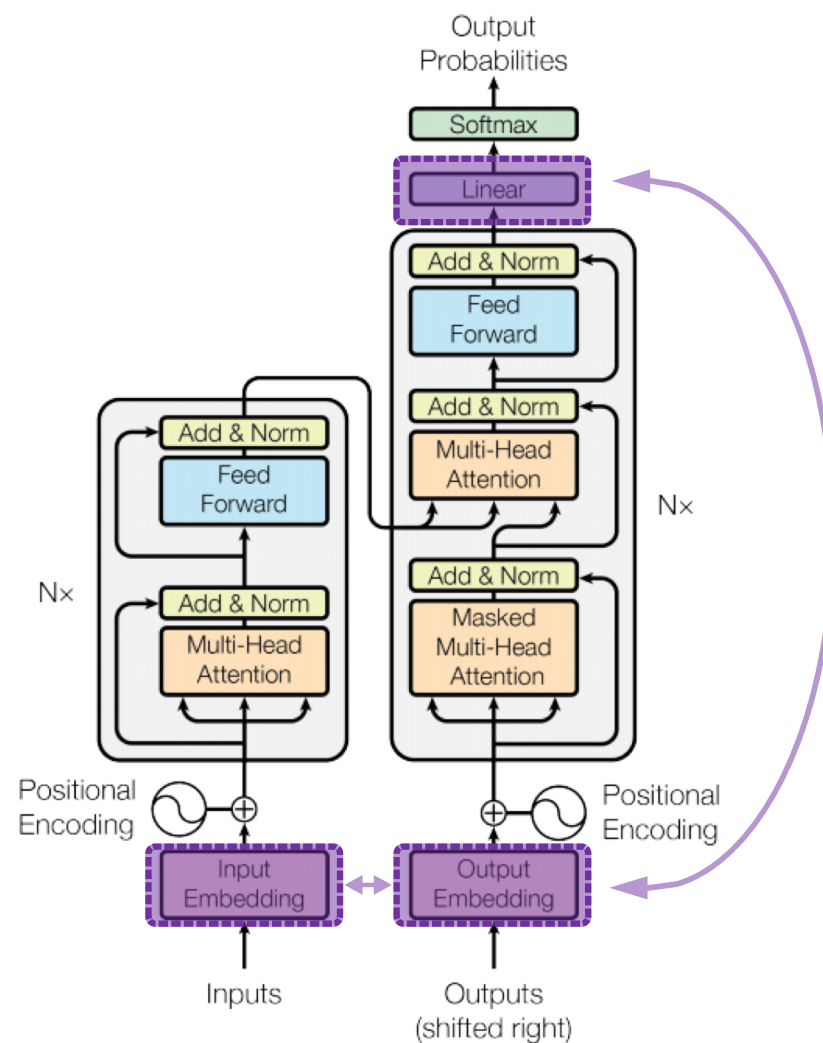 Output
Probabilities
Softmax
Linear
Add & Norm
Feed
Forward
Add & Norm
Multi-Head
Attention
Add & Norm
Masked
Multi-Head
Attention
N×
Add & Norm
Feed
Forward
Add & Norm
Multi-Head
Attention
N×
Positional
Encoding
Positional
Encoding
Input
Embedding
Output
Embedding
Inputs
Outputs
(shifted right)